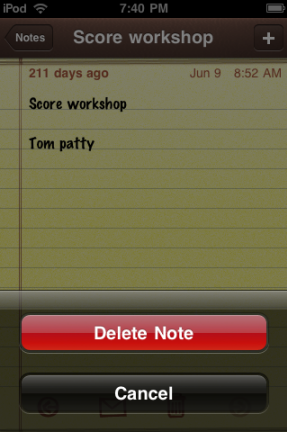 iPod 7:40 PM
Notes Score workshop +
211 days ago Jun 9 8:52 AM
Score workshop
Tom patty
Delete Note
Cancel